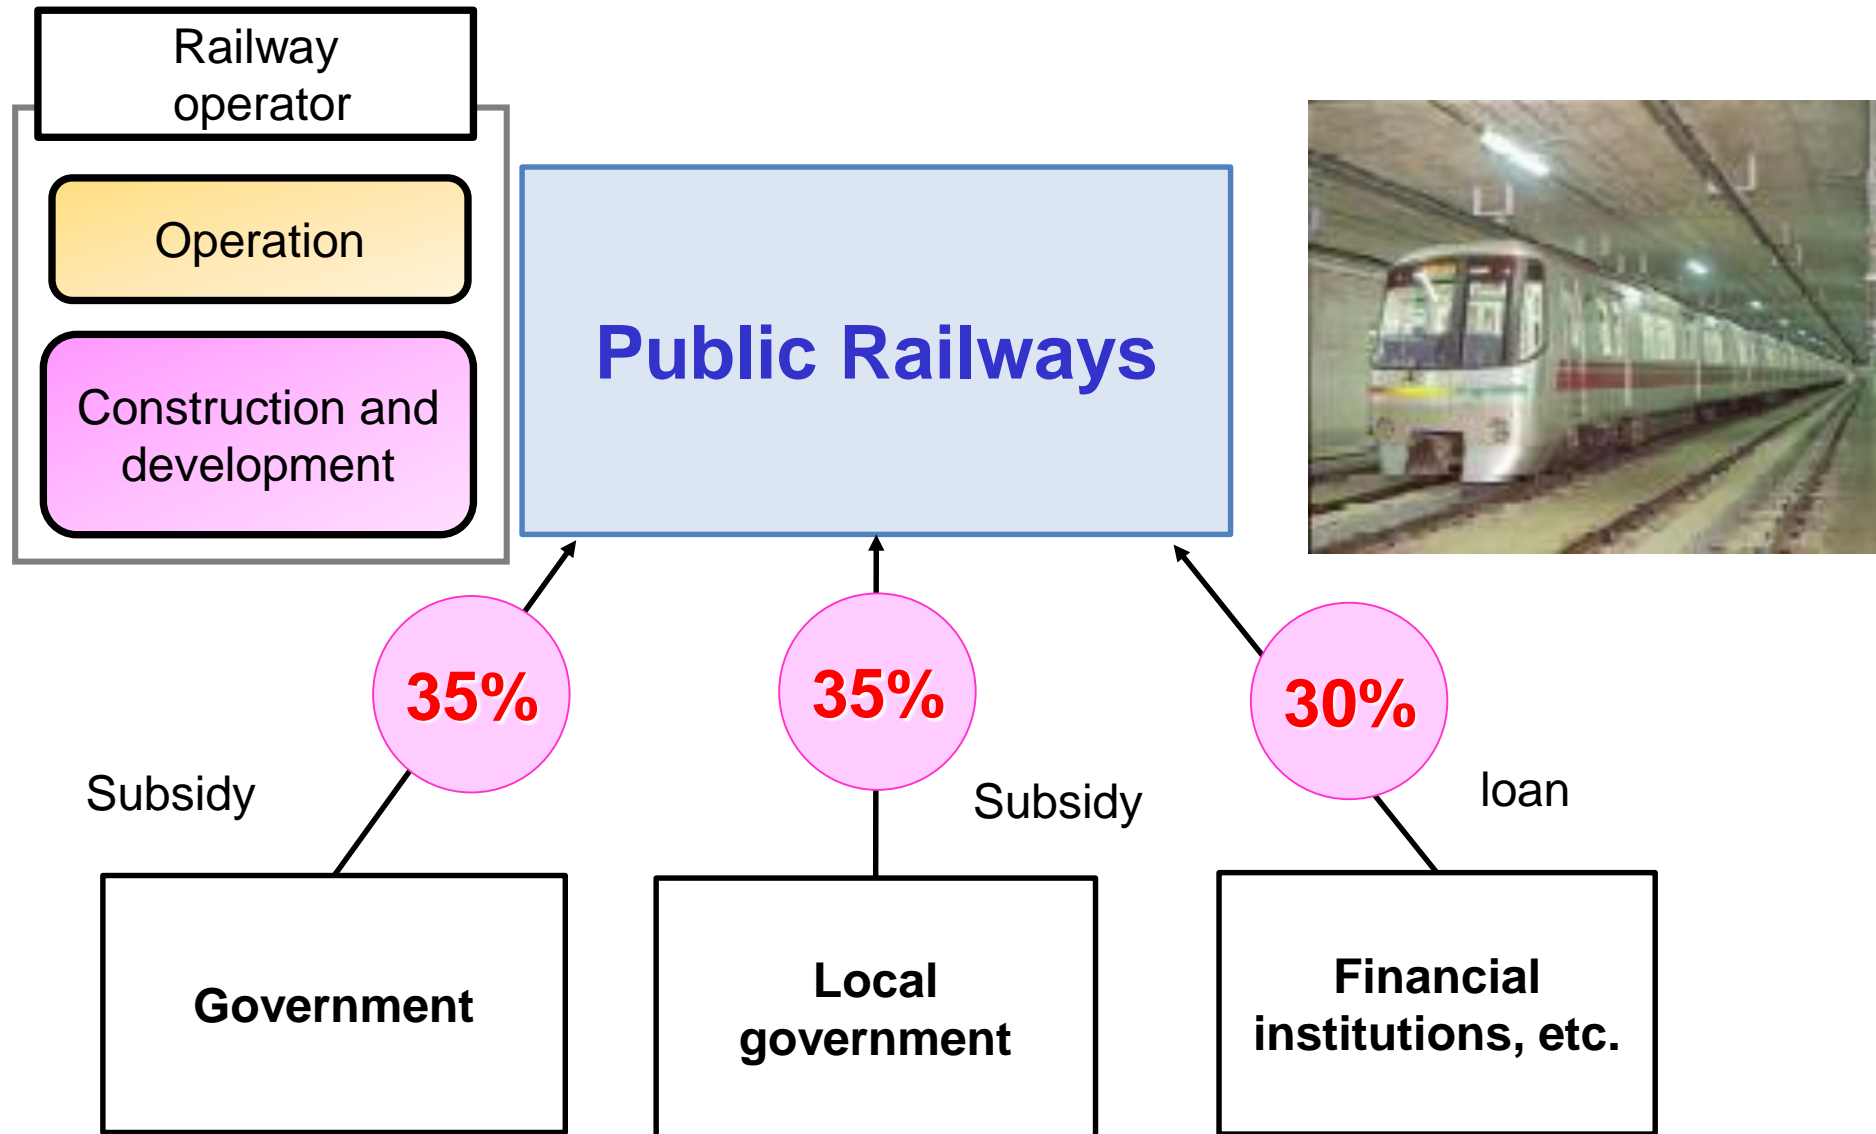 Railway
operator
Operation
Construction and
development
Public Railways
35%
35%
30%
Subsidy
Subsidy
loan
Government
Local
government
Financial
institutions, etc.